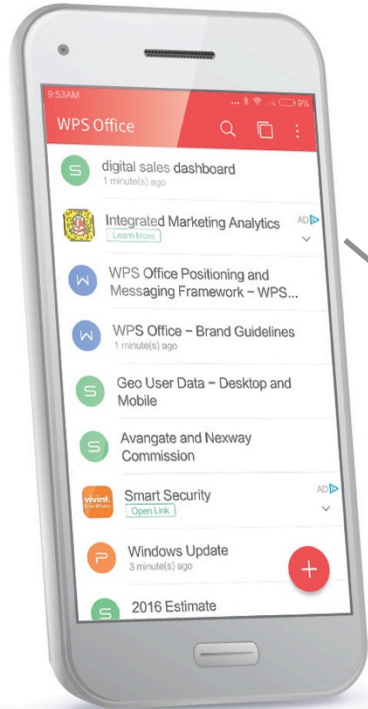 9:53AM
... 9%
WPS Office
S
digital sales dashboard
1 minute(s) ago
Integrated Marketing Analytics
AD
Learn More
W
WPS Office Positioning and
Messaging Framework – WPS...
W
WPS Office – Brand Guidelines
1 minute(s) ago
S
Geo User Data – Desktop and
Mobile
S
Avangate and Nexway
Commission
vivint.
Smart Security
AD
Open Link
P
Windows Update
3 minute(s) ago
+
S
2016 Estimate